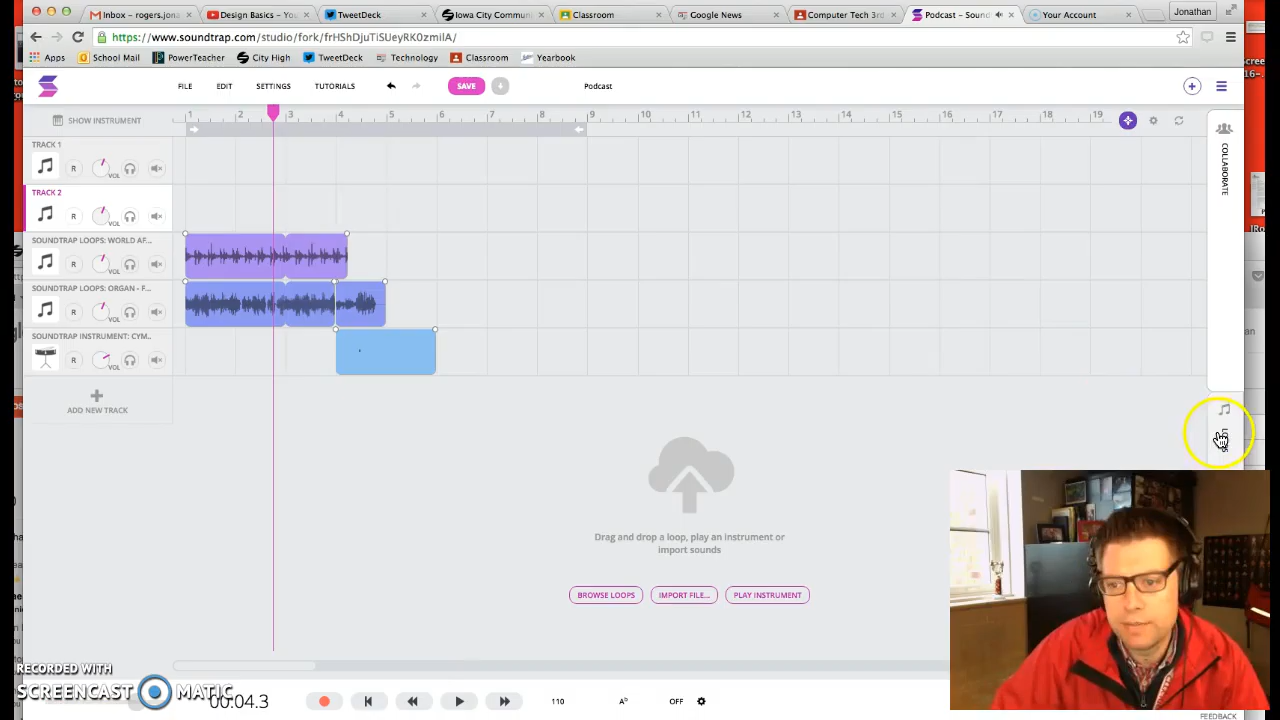 Inbox – rogers.jona
Design Basics – You
TweetDeck
Iowa City Commun
Classroom
Google News
Computer Tech 3rd
Podcast – Sound
Your Account
Jonathan
https://www.soundtrap.com/studio/fork/frHShDjuTiSUeyRK0zmilA/
Apps
School Mail
PowerTeacher
City High
TweetDeck
Technology
Classroom
Yearbook
FILE
EDIT
SETTINGS
TUTORIALS
SAVE
Podcast
SHOW INSTRUMENT
1 2 3 4 5 6 7 8 10 11 12 13 14 15 16 17 18 19
COLLABORATE
TRACK 1
R
VOL
TRACK 2
R
VOL
SOUNDTRAP LOOPS: WORLD AF...
R
VOL
SOUNDTRAP LOOPS: ORGAN - F...
R
VOL
SOUNDTRAP INSTRUMENT: CYM..
R
VOL
ADD NEW TRACK
Drag and drop a loop, play an instrument or
import sounds
BROWSE LOOPS
IMPORT FILE...
PLAY INSTRUMENT
RECORDED WITH
SCREENCAST MATIC
00:04.3
110
A♭
OFF
FEEDBACK